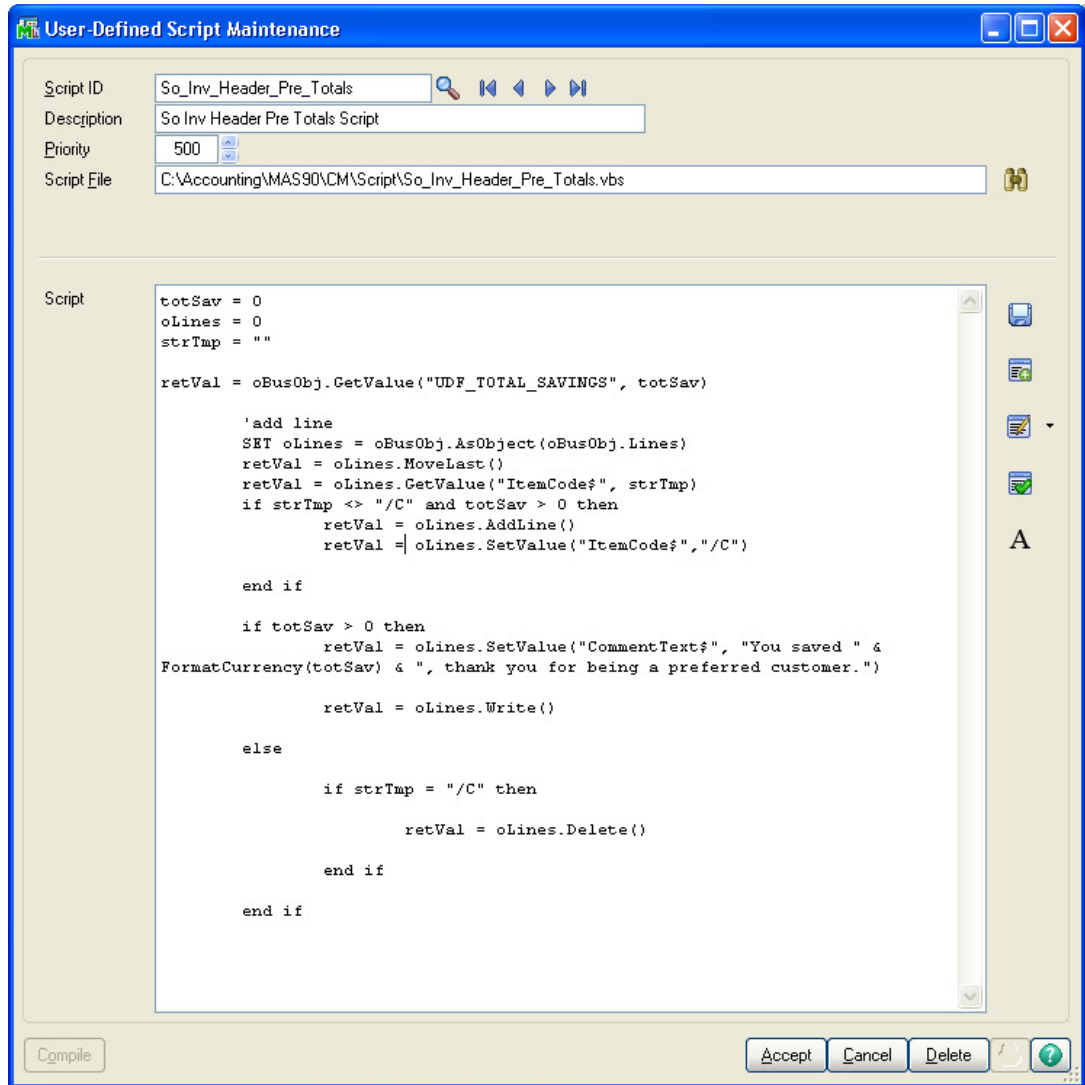 User-Defined Script Maintenance
Script ID So_Inv_Header_Pre_Totals
Description So Inv Header Pre Totals Script
Priority 500
Script File C:\Accounting\MAS90\CM\Script\So_Inv_Header_Pre_Totals.vbs
Script
totSav = 0
oLines = 0
strTmp = ""
retVal = oBusObj.GetValue("UDF_TOTAL_SAVINGS", totSav)
'add line
SET oLines = oBusObj.AsObject(oBusObj.Lines)
retVal = oLines.MoveLast()
retVal = oLines.GetValue("ItemCode$", strTmp)
if strTmp <> "/C" and totSav > 0 then
retVal = oLines.AddLine()
retVal = oLines.SetValue("ItemCode$","/C")
end if
if totSav > 0 then
retVal = oLines.SetValue("CommentText$", "You saved " &
FormatCurrency(totSav) & ", thank you for being a preferred customer.")
retVal = oLines.Write()
else
if strTmp = "/C" then
retVal = oLines.Delete()
end if
end if
A
Compile Accept Cancel Delete